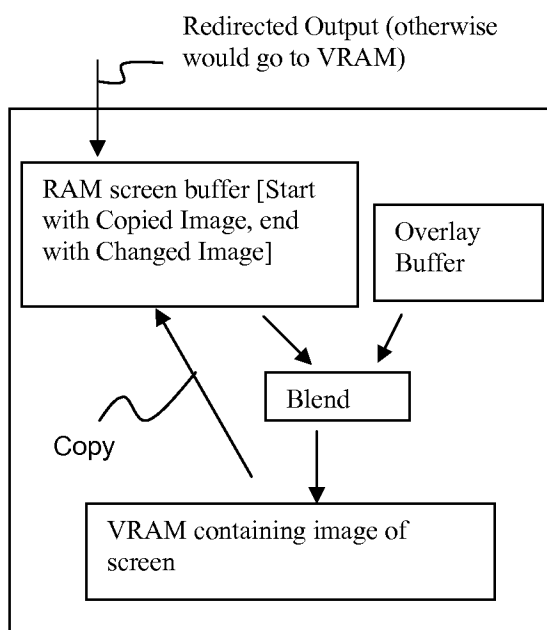 Redirected Output (otherwise
would go to VRAM)
RAM screen buffer [Start
with Copied Image, end
with Changed Image]
Overlay
Buffer
Blend
Copy
VRAM containing image of
screen